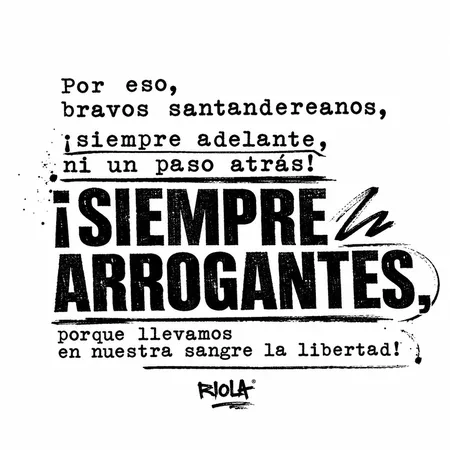 Por eso,
bravos santandereanos,
¡siempre adelante,
ni un paso atrás!
¡SIEMPRE
ARROGANTES,
porque llevamos
en nuestra sangre la libertad!
RIOLA®